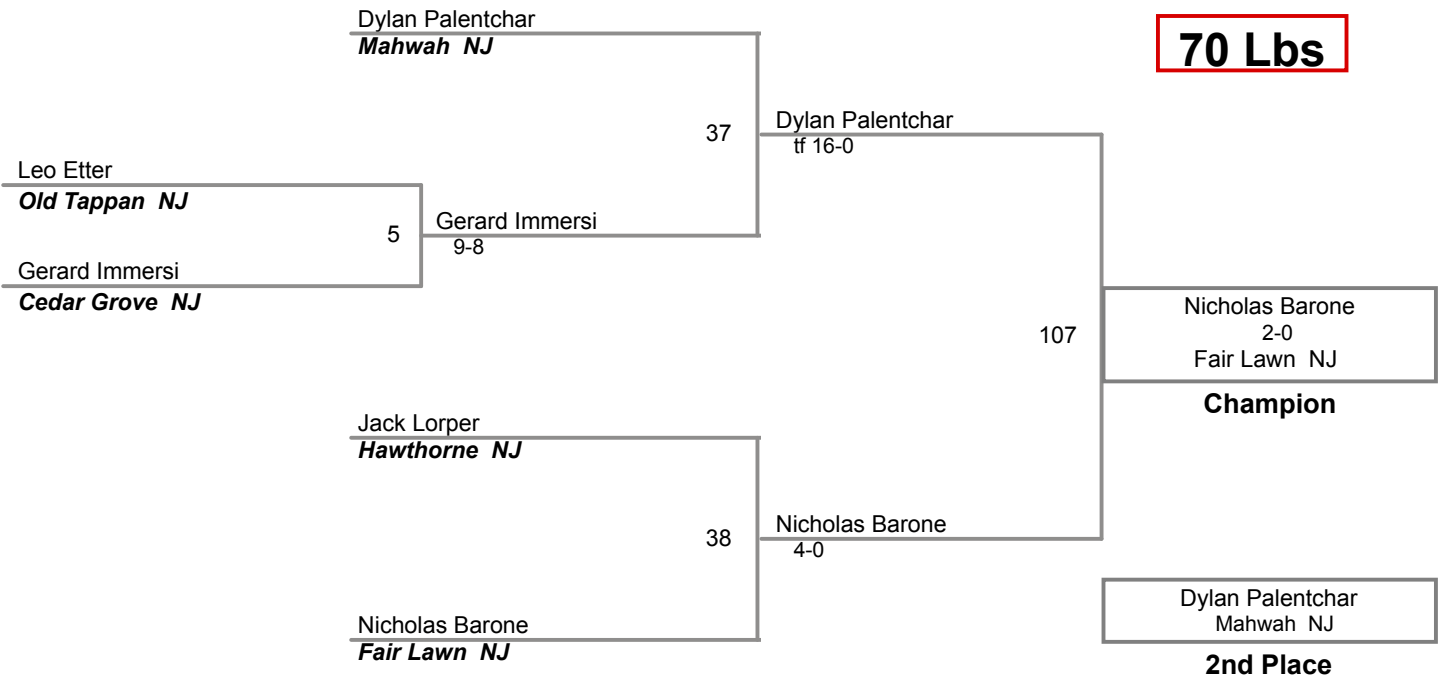 Dylan Palentchar
Mahwah NJ
70 Lbs
37
Dylan Palentchar
tf 16-0
Leo Etter
Old Tappan NJ
5
Gerard Immersi
9-8
Gerard Immersi
Cedar Grove NJ
107
Nicholas Barone
2-0
Fair Lawn NJ
Champion
Jack Lorper
Hawthorne NJ
38
Nicholas Barone
4-0
Nicholas Barone
Fair Lawn NJ
Dylan Palentchar
Mahwah NJ
2nd Place